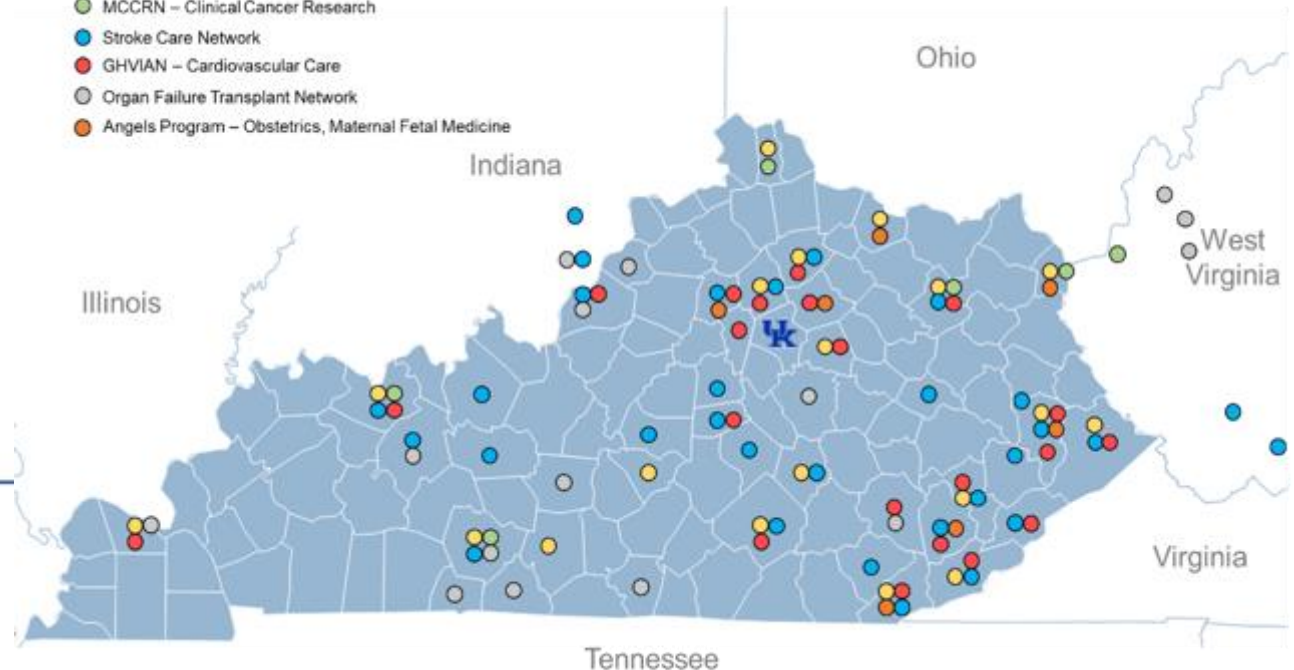 MCCRN – Clinical Cancer Research
Stroke Care Network
GHVIAN – Cardiovascular Care
Organ Failure Transplant Network
Angels Program – Obstetrics, Maternal Fetal Medicine
Ohio
Indiana
West
Virginia
Illinois
UK
Virginia
Tennessee